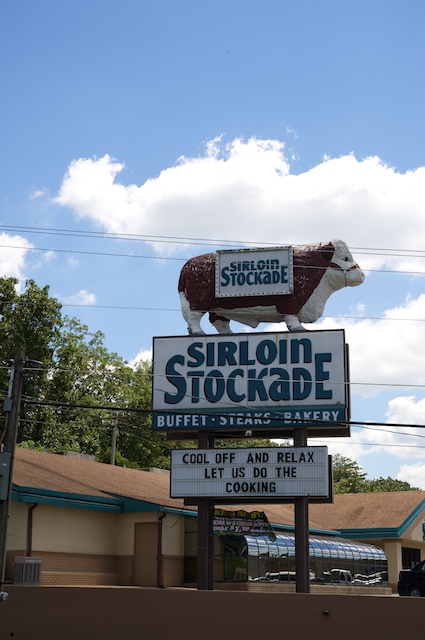 SIRLOIN
STOCKADE
SIRLOIN
STOCKADE
BUFFET · STEAKS · BAKERY
COOL OFF AND RELAX
LET US DO THE
COOKING